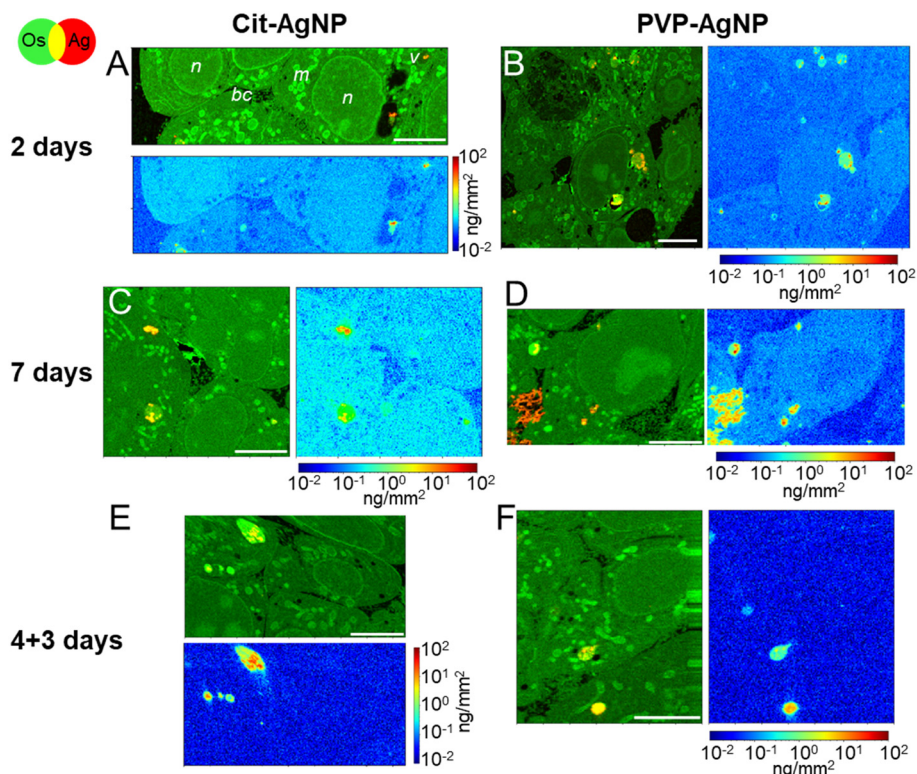 Cit-AgNP
PVP-AgNP
Os
Ag
A
n
m
v
bc
n
2 days
10²
ng/mm²
10⁻²
B
10⁻² 10⁻¹ 10⁰ 10¹ 10²
ng/mm²
7 days
C
10⁻² 10⁻¹ 10⁰ 10¹ 10²
ng/mm²
D
10⁻² 10⁻¹ 10⁰ 10¹ 10²
ng/mm²
4+3 days
E
10²
10¹
10⁰
10⁻¹
10⁻²
ng/mm²
F
10⁻² 10⁻¹ 10⁰ 10¹ 10²
ng/mm²